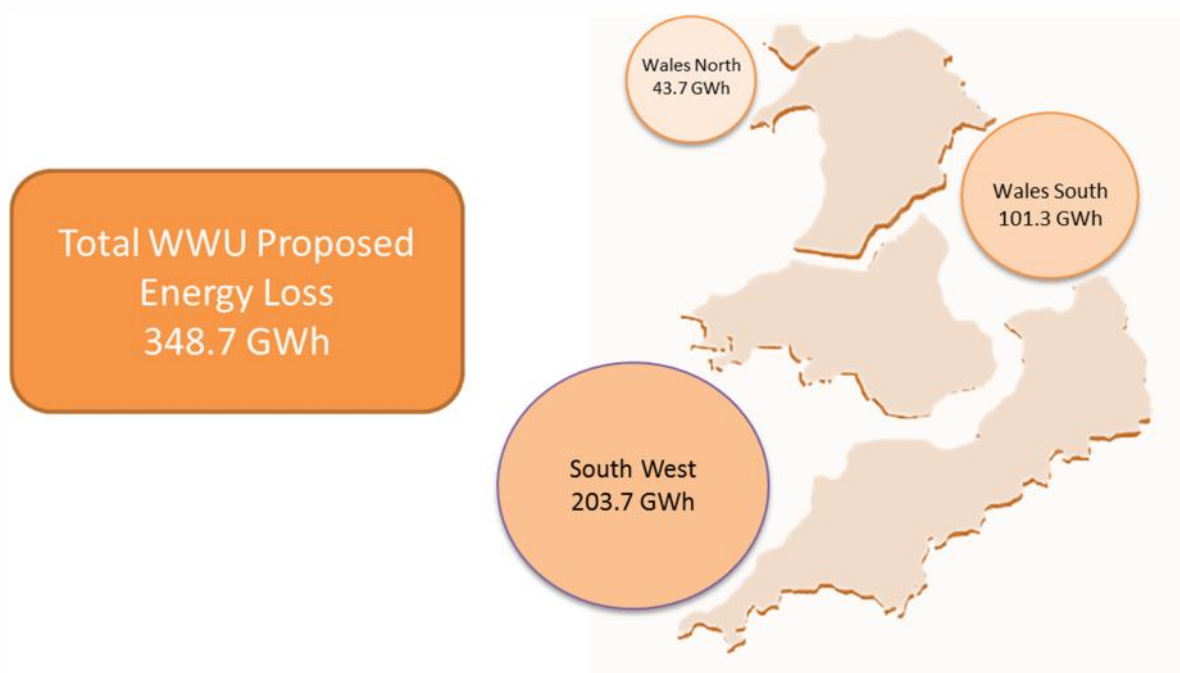 Total WWU Proposed
Energy Loss
348.7 GWh
Wales North
43.7 GWh
Wales South
101.3 GWh
South West
203.7 GWh